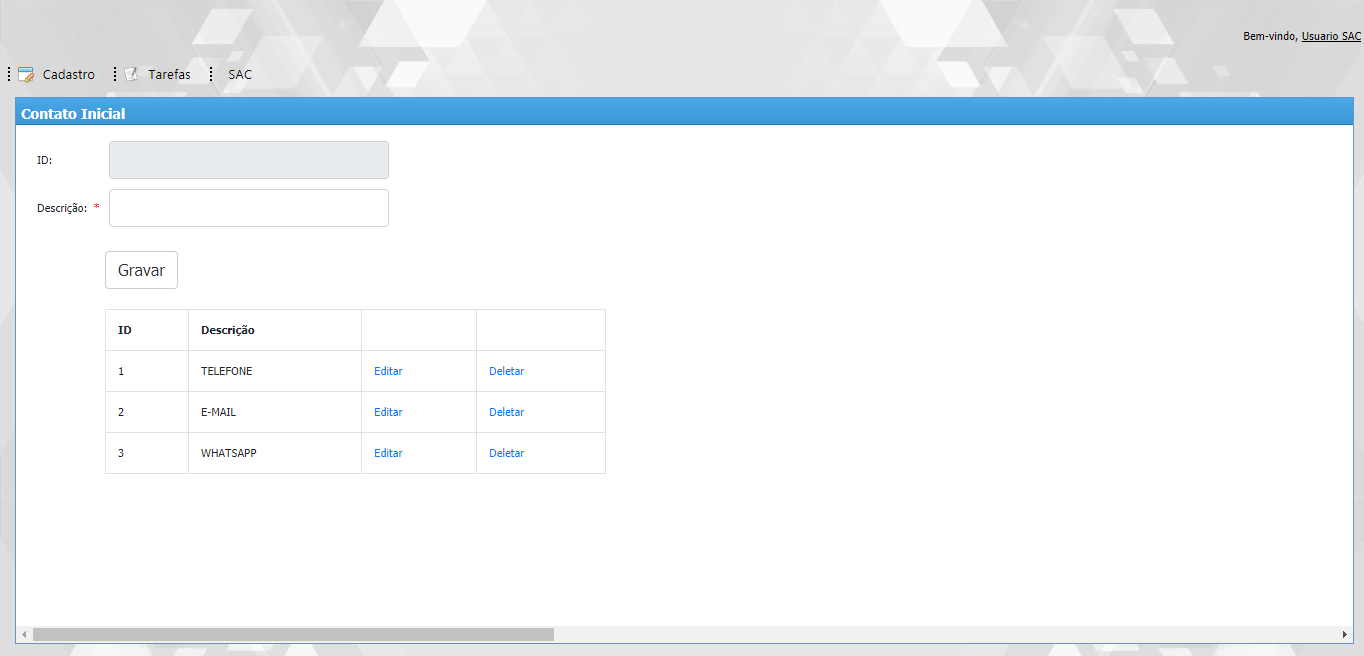 Bem-vindo, Usuario SAC
Cadastro Tarefas SAC
Contato Inicial
ID:
Descrição: *
Gravar
ID Descrição
1 TELEFONE Editar Deletar
2 E-MAIL Editar Deletar
3 WHATSAPP Editar Deletar